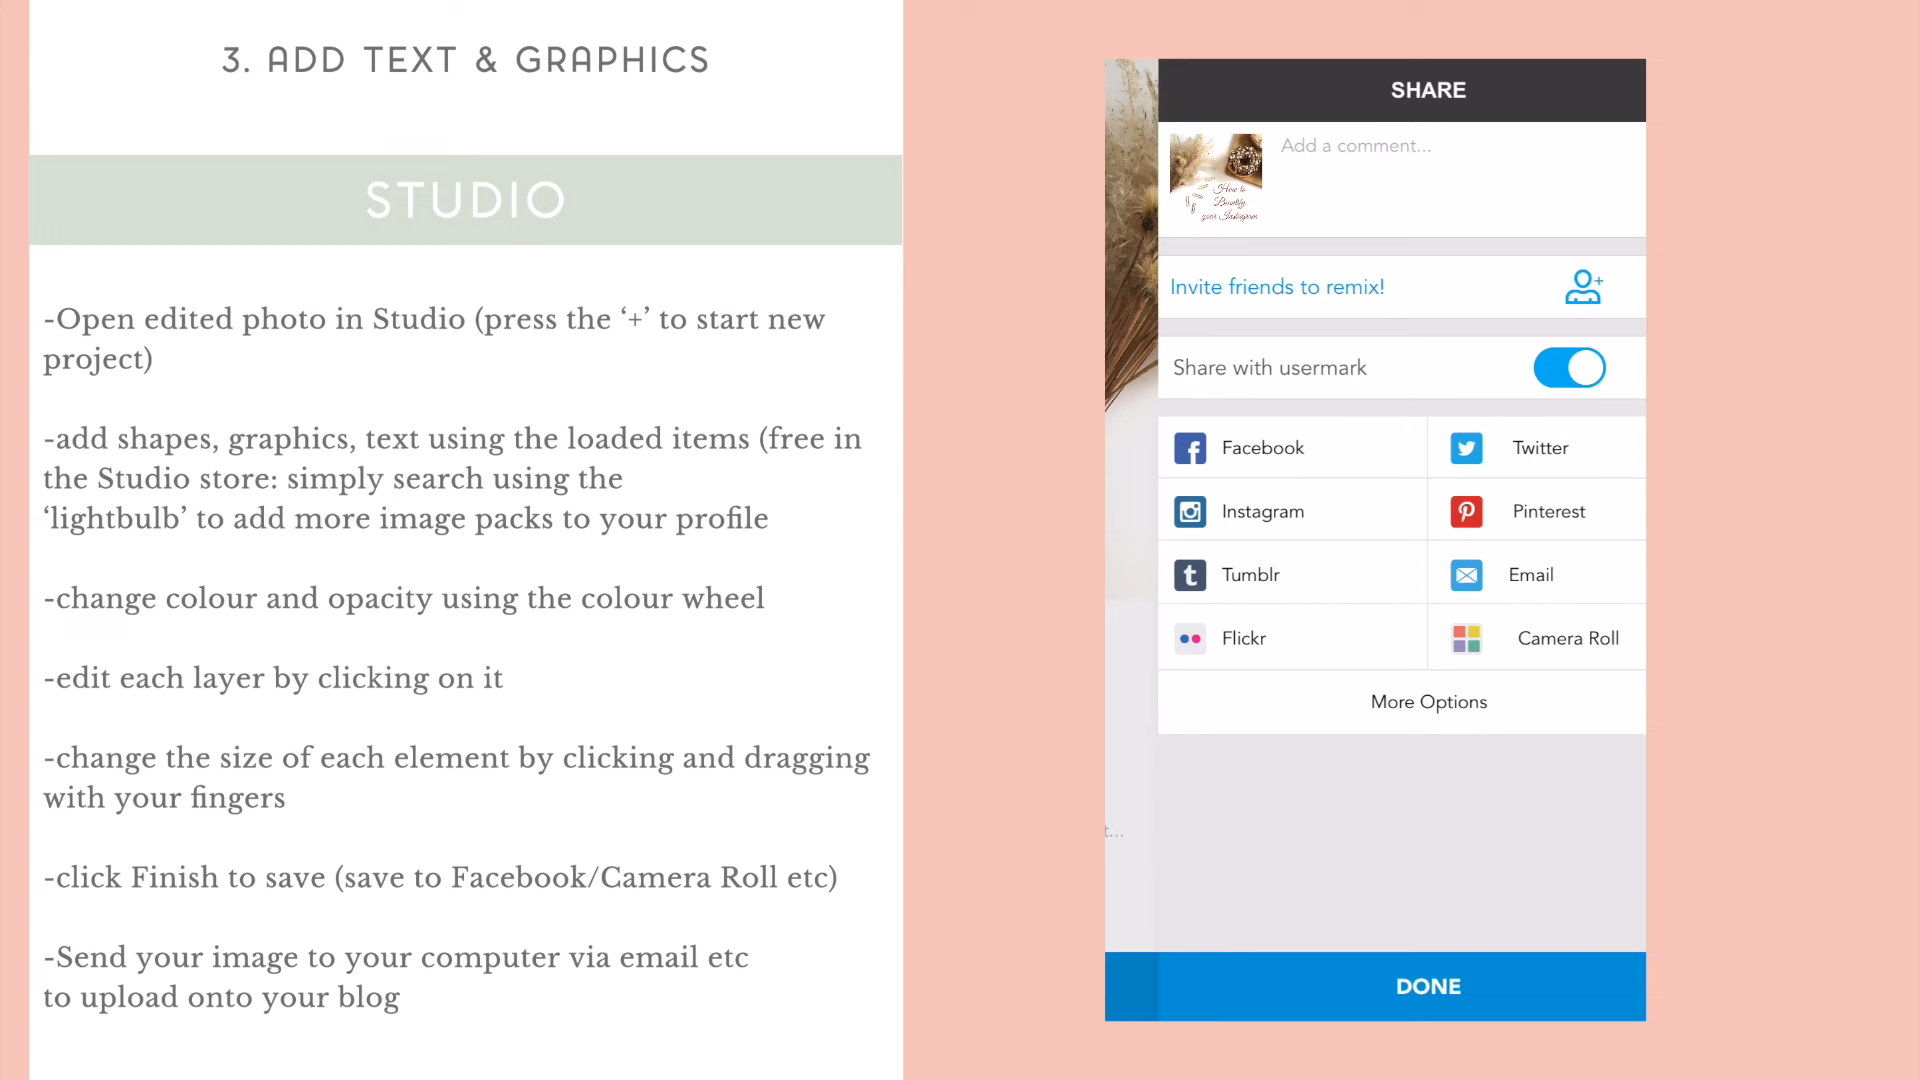 3. ADD TEXT & GRAPHICS
STUDIO
-Open edited photo in Studio (press the ‘+’ to start new
project)
-add shapes, graphics, text using the loaded items (free in
the Studio store: simply search using the
‘lightbulb’ to add more image packs to your profile
-change colour and opacity using the colour wheel
-edit each layer by clicking on it
-change the size of each element by clicking and dragging
with your fingers
-click Finish to save (save to Facebook/Camera Roll etc)
-Send your image to your computer via email etc
to upload onto your blog
SHARE
Add a comment...
How to
Beautify
your Instagram
Invite friends to remix!
Share with usermark
Facebook
Twitter
Instagram
Pinterest
Tumblr
Email
Flickr
Camera Roll
More Options
t...
DONE